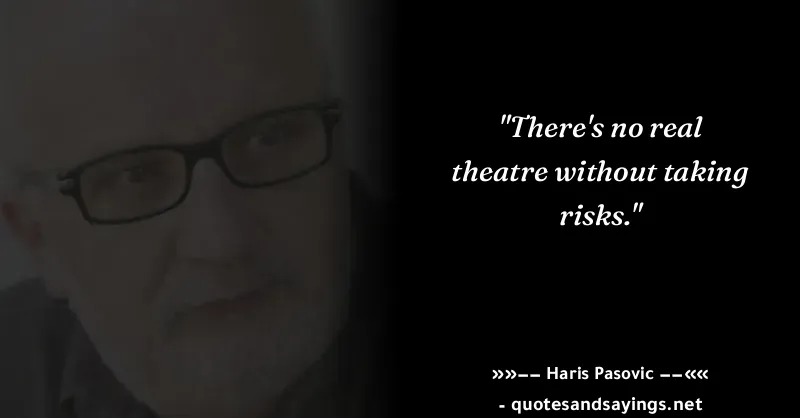 "There's no real
theatre without taking
risks."
»»−− Haris Pasovic −−««
- quotesandsayings.net